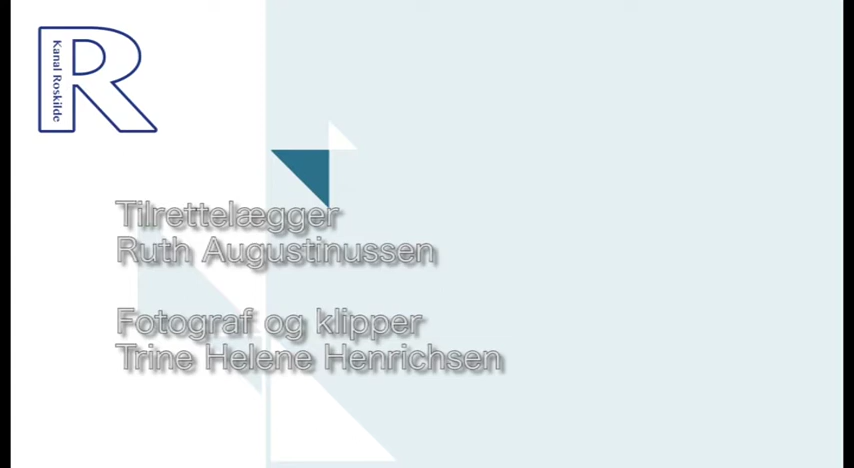 Kanal Roskilde
R
Tilrettelægger
Ruth Augustinussen
Fotograf og klipper
Trine Helene Henrichsen